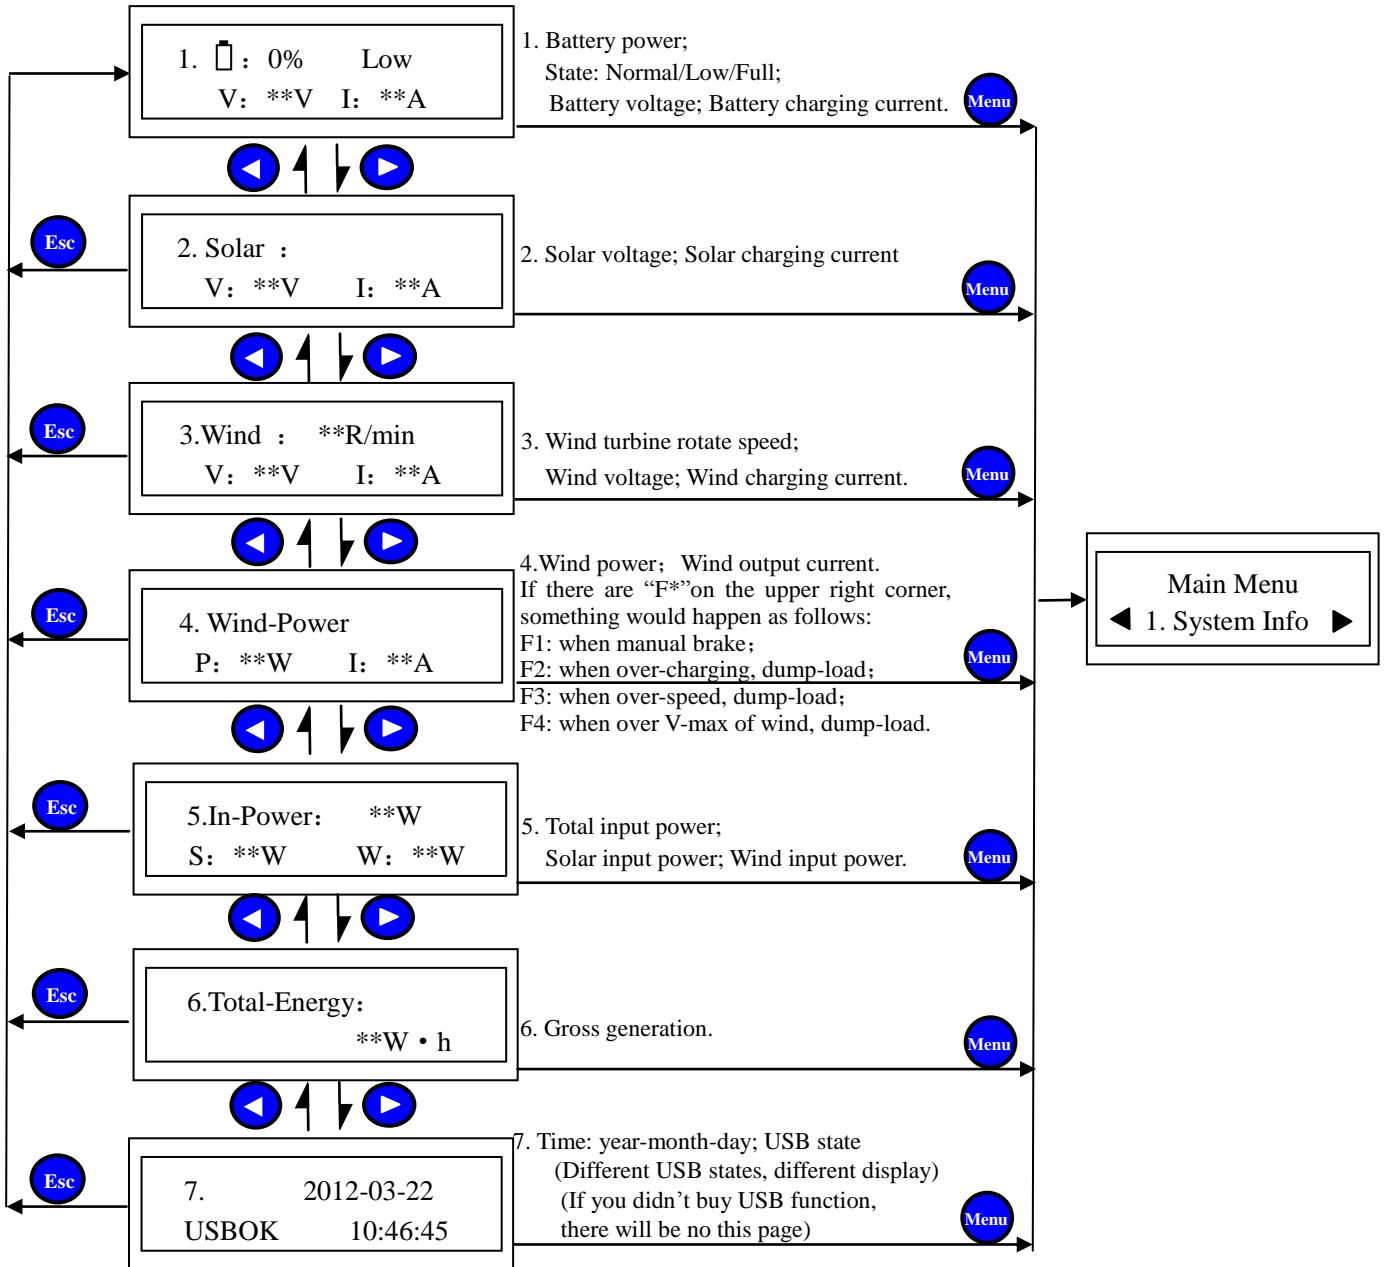 1. : 0% Low
V: **V I: **A
1. Battery power;
State: Normal/Low/Full;
Battery voltage; Battery charging current.
Menu
Esc
2. Solar :
V: **V I: **A
2. Solar voltage; Solar charging current
Menu
Esc
3.Wind : **R/min
V: **V I: **A
3. Wind turbine rotate speed;
Wind voltage; Wind charging current.
Menu
Esc
4. Wind-Power
P: **W I: **A
4.Wind power; Wind output current.
If there are “F*”on the upper right corner,
something would happen as follows:
F1: when manual brake;
F2: when over-charging, dump-load;
F3: when over-speed, dump-load;
F4: when over V-max of wind, dump-load.
Menu
Main Menu
1. System Info
Esc
5.In-Power: **W
S: **W W: **W
5. Total input power;
Solar input power; Wind input power.
Menu
Esc
6.Total-Energy:
**W·h
6. Gross generation.
Menu
Esc
7. 2012-03-22
USBOK 10:46:45
7. Time: year-month-day; USB state
(Different USB states, different display)
(If you didn’t buy USB function,
there will be no this page)
Menu